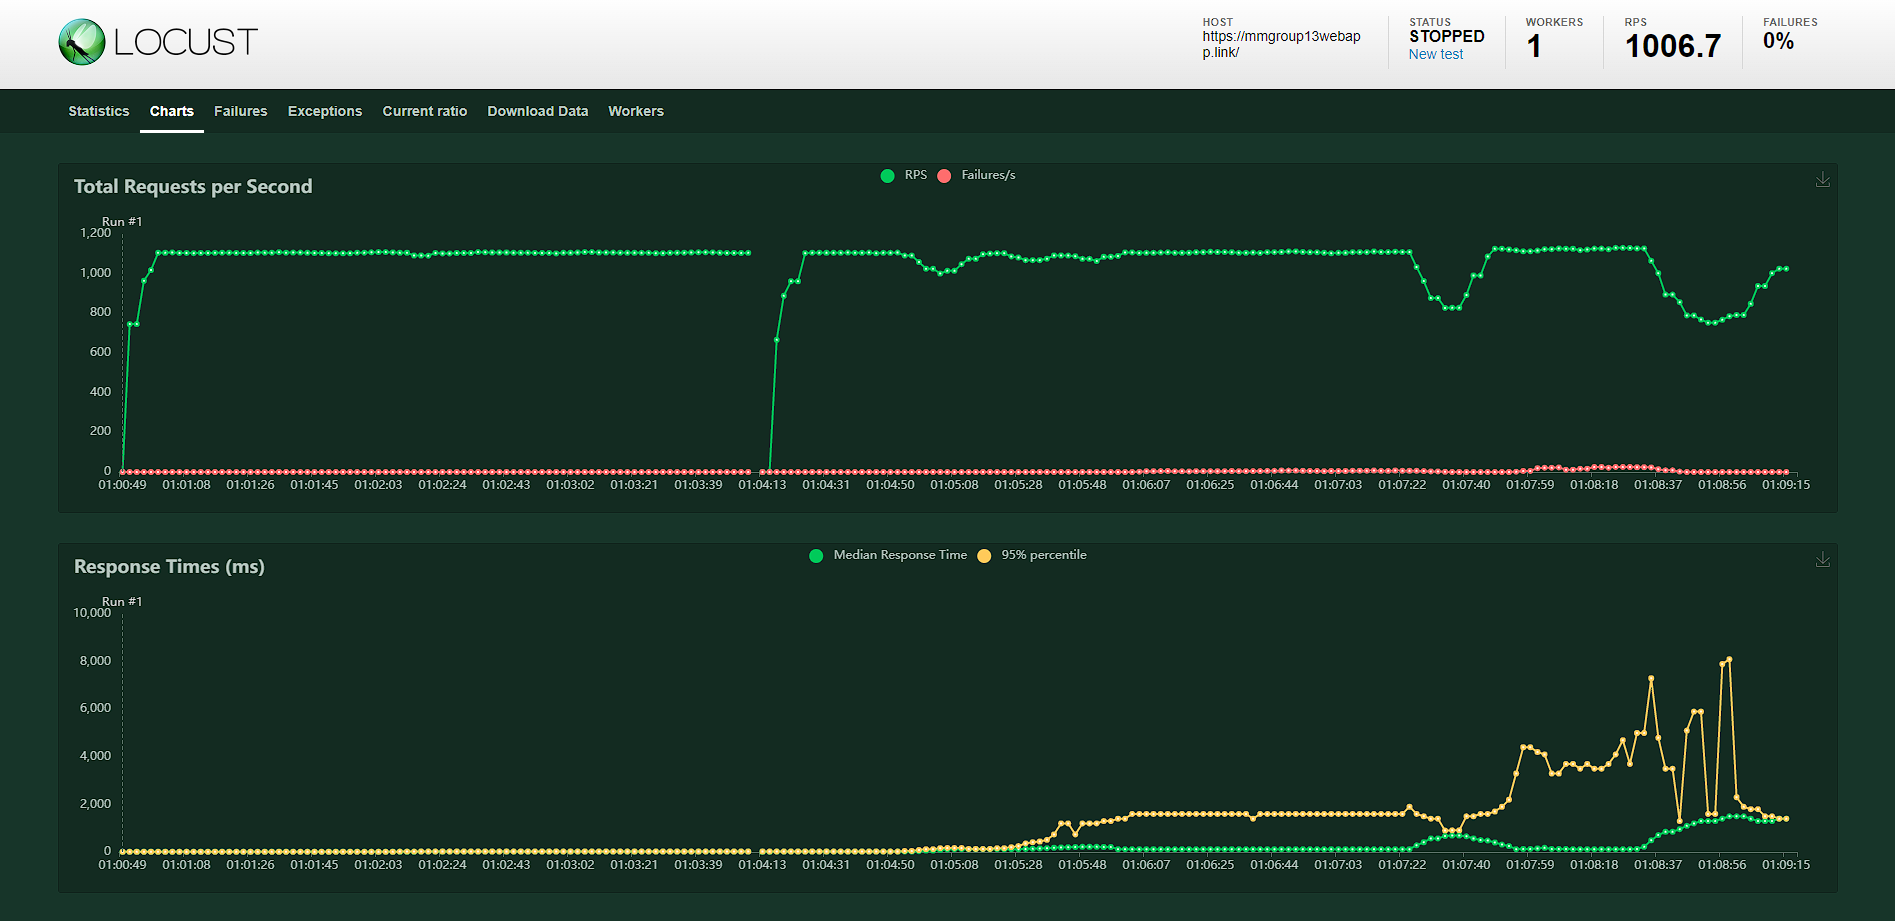 LOCUST
HOST
https://mmgroup13webap
p.link/
STATUS
STOPPED
New test
WORKERS
1
RPS
1006.7
FAILURES
0%
Statistics Charts Failures Exceptions Current ratio Download Data Workers
Total Requests per Second
RPS Failures/s
Run #1
1,200
1,000
800
600
400
200
0
01:00:49 01:01:08 01:01:26 01:01:45 01:02:03 01:02:24 01:02:43 01:03:02 01:03:21 01:03:39 01:04:13 01:04:31 01:04:50 01:05:08 01:05:28 01:05:48 01:06:07 01:06:25 01:06:44 01:07:03 01:07:22 01:07:40 01:07:59 01:08:18 01:08:37 01:08:56 01:09:15
Response Times (ms)
Median Response Time 95% percentile
Run #1
10,000
8,000
6,000
4,000
2,000
0
01:00:49 01:01:08 01:01:26 01:01:45 01:02:03 01:02:24 01:02:43 01:03:02 01:03:21 01:03:39 01:04:13 01:04:31 01:04:50 01:05:08 01:05:28 01:05:48 01:06:07 01:06:25 01:06:44 01:07:03 01:07:22 01:07:40 01:07:59 01:08:18 01:08:37 01:08:56 01:09:15